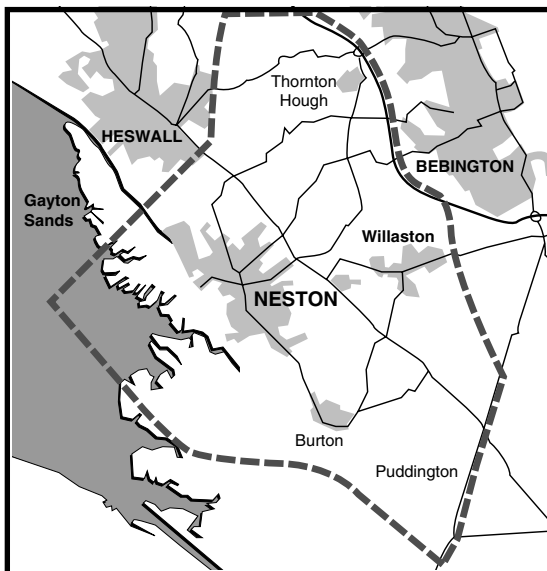 Thornton
Hough
HESWALL
BEBINGTON
Gayton
Sands
Willaston
NESTON
Burton
Puddington